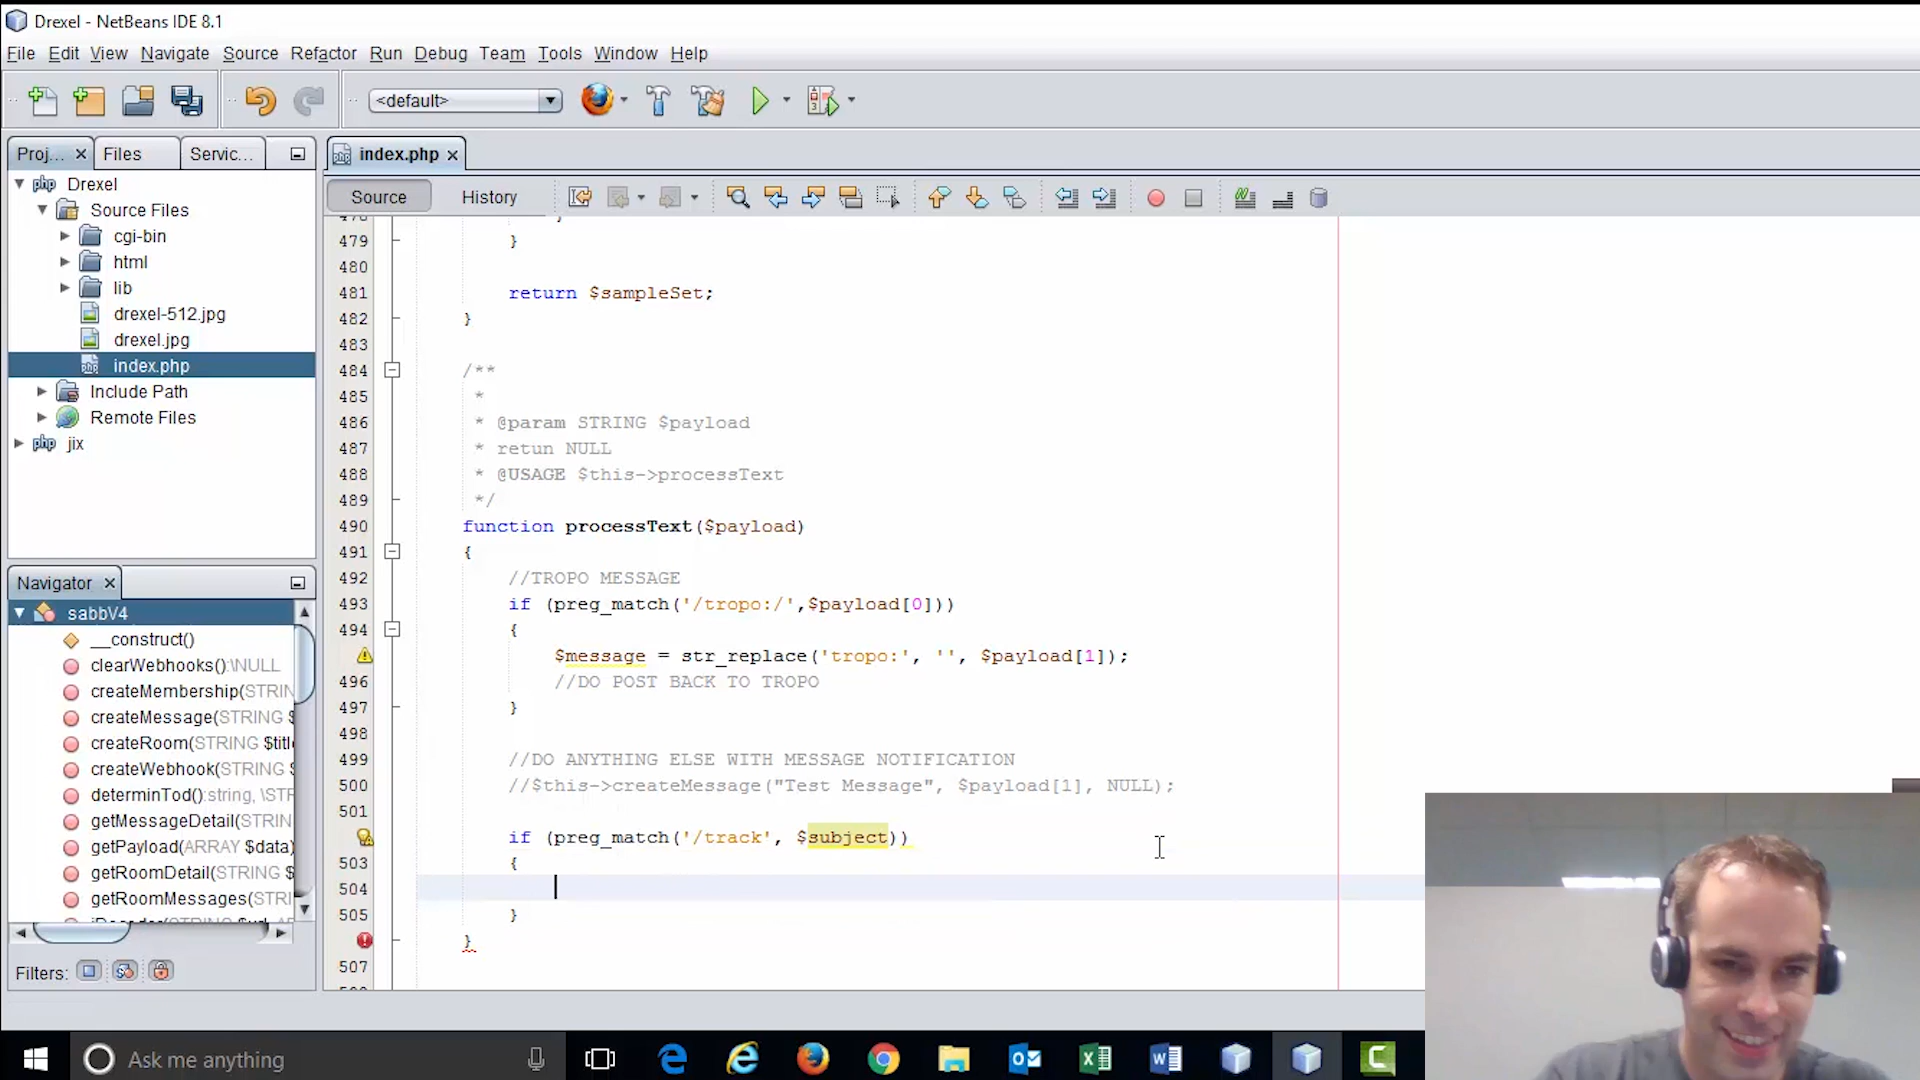 Drexel - NetBeans IDE 8.1
File Edit View Navigate Source Refactor Run Debug Team Tools Window Help
<default>
Proj... Files Servic...
index.php
Source History
Drexel
Source Files
cgi-bin
html
lib
drexel-512.jpg
drexel.jpg
index.php
Include Path
Remote Files
jix
Navigator
sabbV4
__construct()
clearWebhooks():\NULL
createMembership(STRIN
createMessage(STRING $
createRoom(STRING $titl
createWebhook(STRING $
determinTod():string, \STR
getMessageDetail(STRIN
getPayload(ARRAY $data)
getRoomDetail(STRING $
getRoomMessages(STRIN
Filters:
479 }
480
481 return $sampleSet;
482 }
483
484 /**
485 *
486 * @param STRING $payload
487 * retun NULL
488 * @USAGE $this->processText
489 */
490 function processText($payload)
491 {
492 //TROPO MESSAGE
493 if (preg_match('/tropo:/',$payload[0]))
494 {
$message = str_replace('tropo:', '', $payload[1]);
496 //DO POST BACK TO TROPO
497 }
498
499 //DO ANYTHING ELSE WITH MESSAGE NOTIFICATION
500 //$this->createMessage("Test Message", $payload[1], NULL);
501
if (preg_match('/track', $subject))
503 {
504
505 }
}
507
Ask me anything